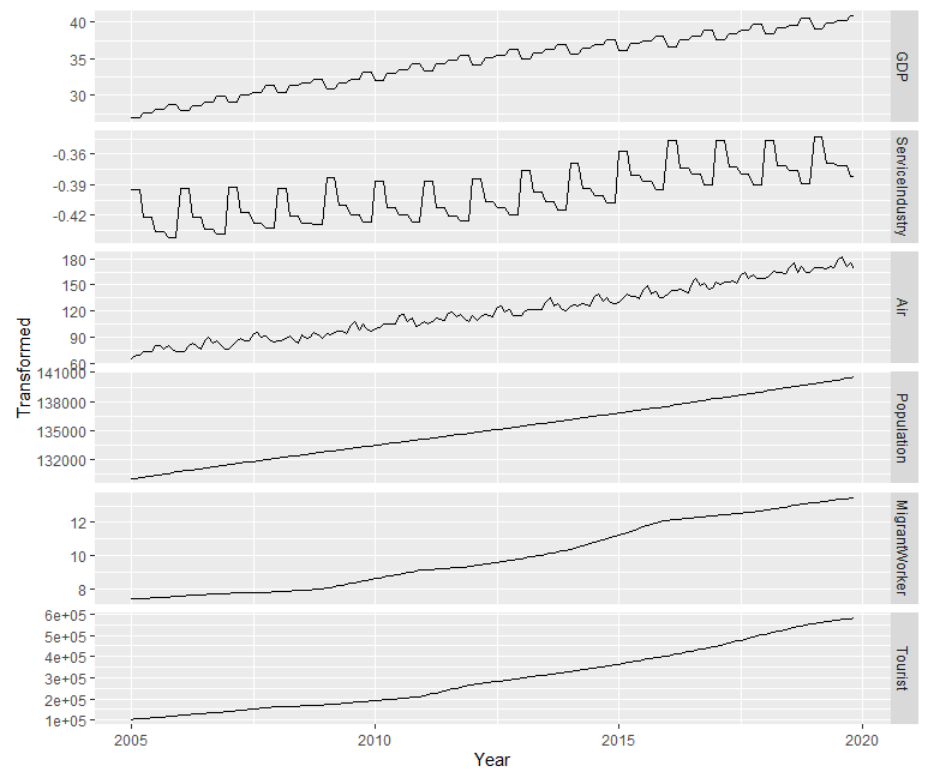 40
30
GDP
-0.36
-0.39
-0.42
ServiceIndustry
180
150
120
90
60
Air
141000
138000
135000
132000
Population
12
10
8
MigrantWorker
6e+05
5e+05
4e+05
3e+05
2e+05
1e+05
Tourist
Transformed
2005
2010
2015
2020
Year